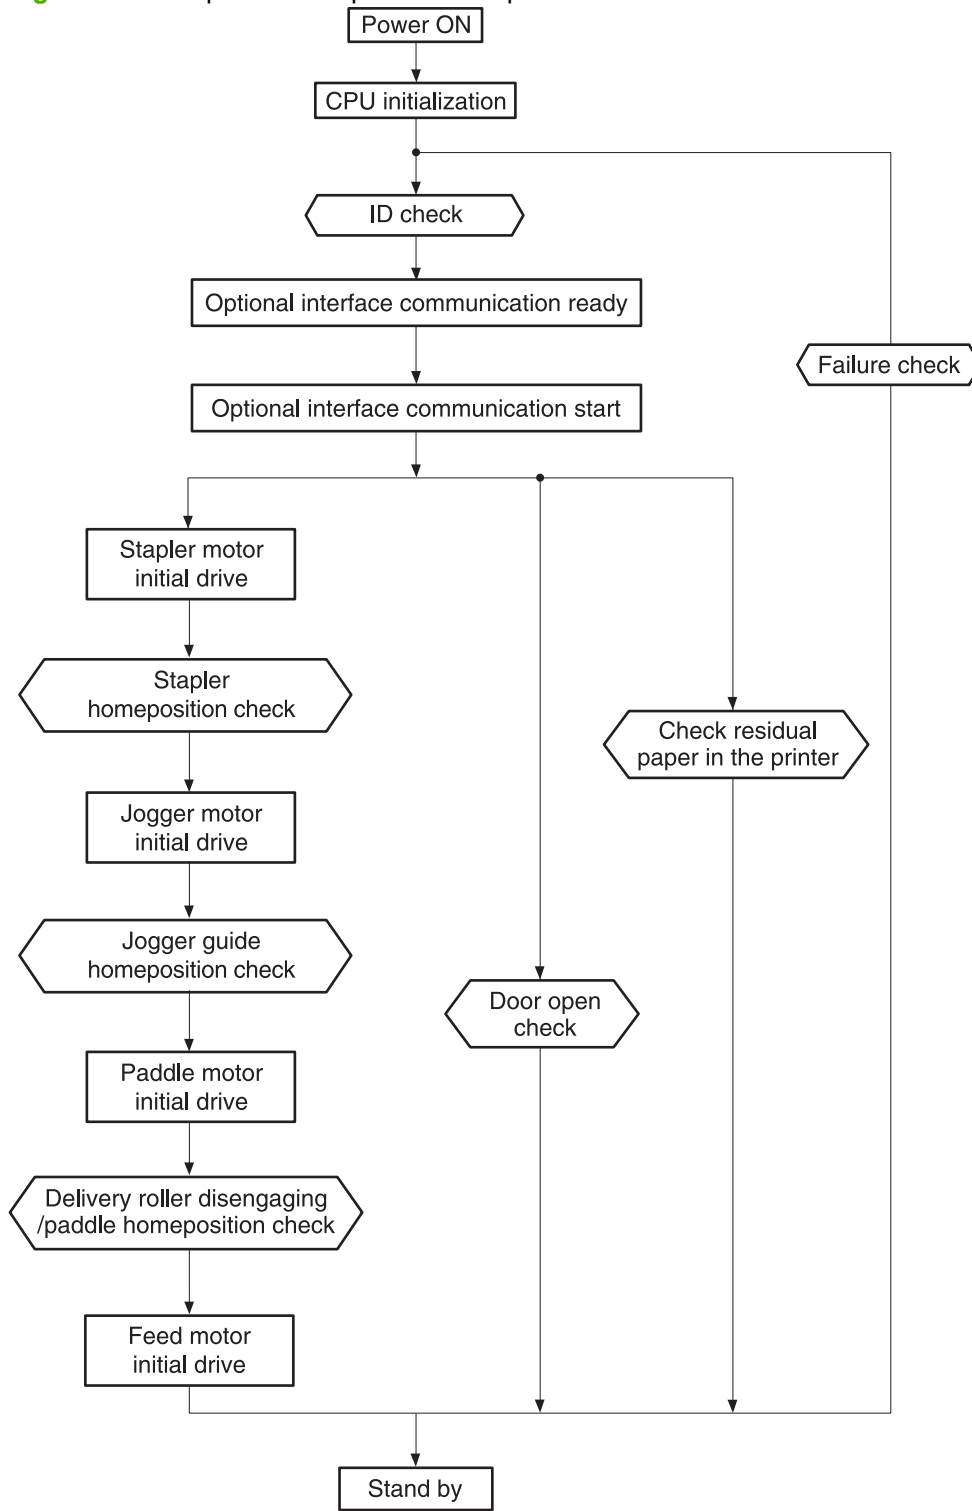 Power ON
CPU initialization
ID check
Optional interface communication ready
Failure check
Optional interface communication start
Stapler motor
initial drive
Stapler
homeposition check
Check residual
paper in the printer
Jogger motor
initial drive
Jogger guide
homeposition check
Door open
check
Paddle motor
initial drive
Delivery roller disengaging
/paddle homeposition check
Feed motor
initial drive
Stand by